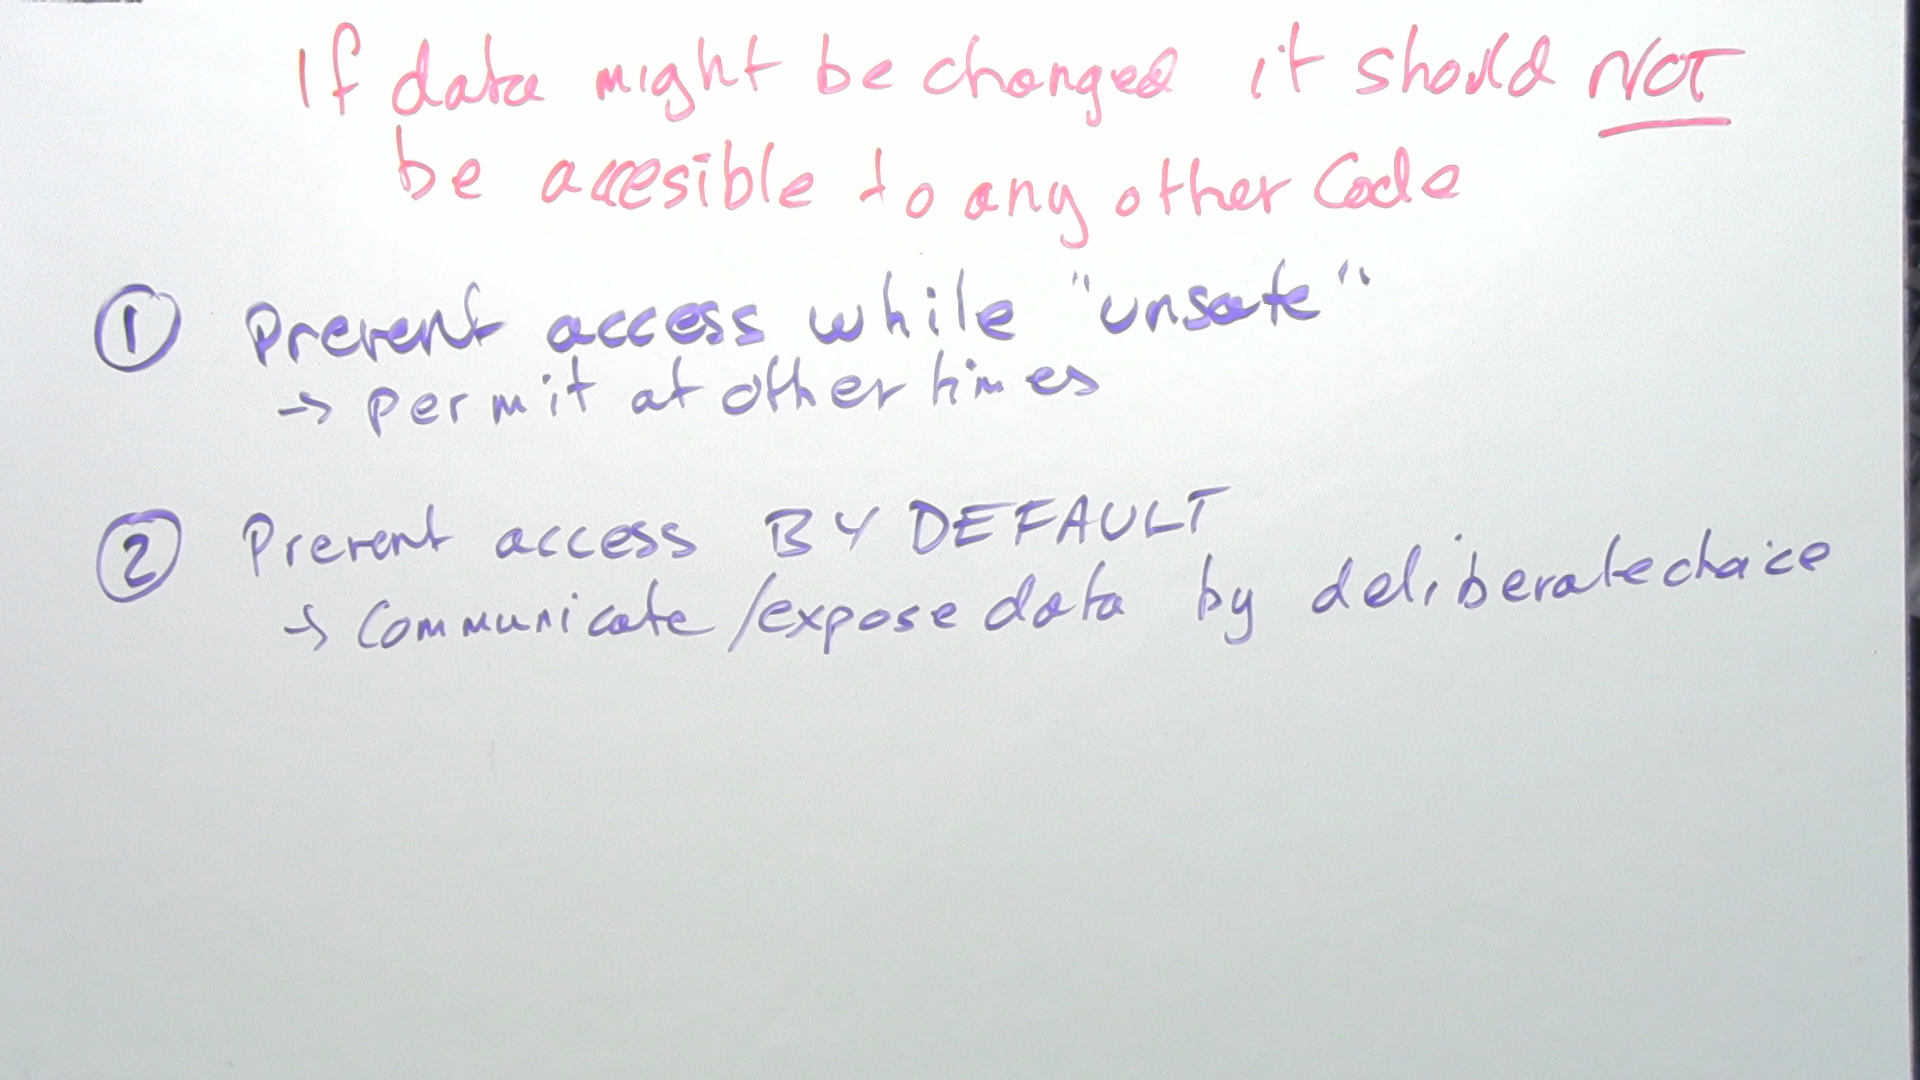 If data might be changed it should NOT
be accesible to any other Code
① Prevent access while "unsafe"
→ permit at other times
② Prevent access BY DEFAULT
→ Communicate/expose data by deliberate choice